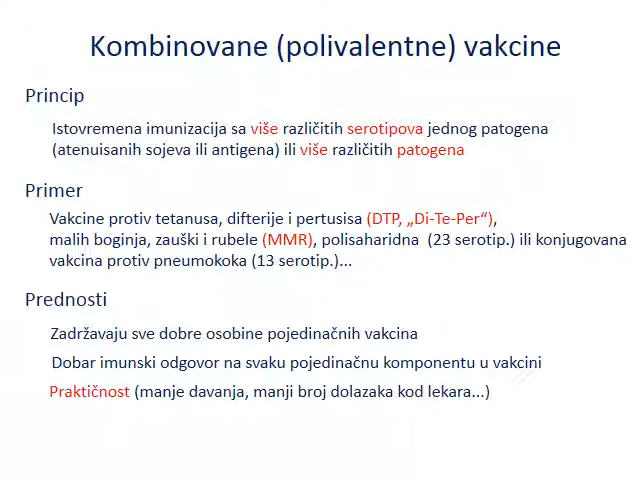 Kombinovane (polivalentne) vakcine
Princip
Istovremena imunizacija sa više različitih serotipova jednog patogena
(atenuisanih sojeva ili antigena) ili više različitih patogena
Primer
Vakcine protiv tetanusa, difterije i pertusisa (DTP, „Di-Te-Per“),
malih boginja, zauški i rubele (MMR), polisaharidna (23 serotip.) ili konjugovana
vakcina protiv pneumokoka (13 serotip.)...
Prednosti
Zadržavaju sve dobre osobine pojedinačnih vakcina
Dobar imunski odgovor na svaku pojedinačnu komponentu u vakcini
Praktičnost (manje davanja, manji broj dolazaka kod lekara...)